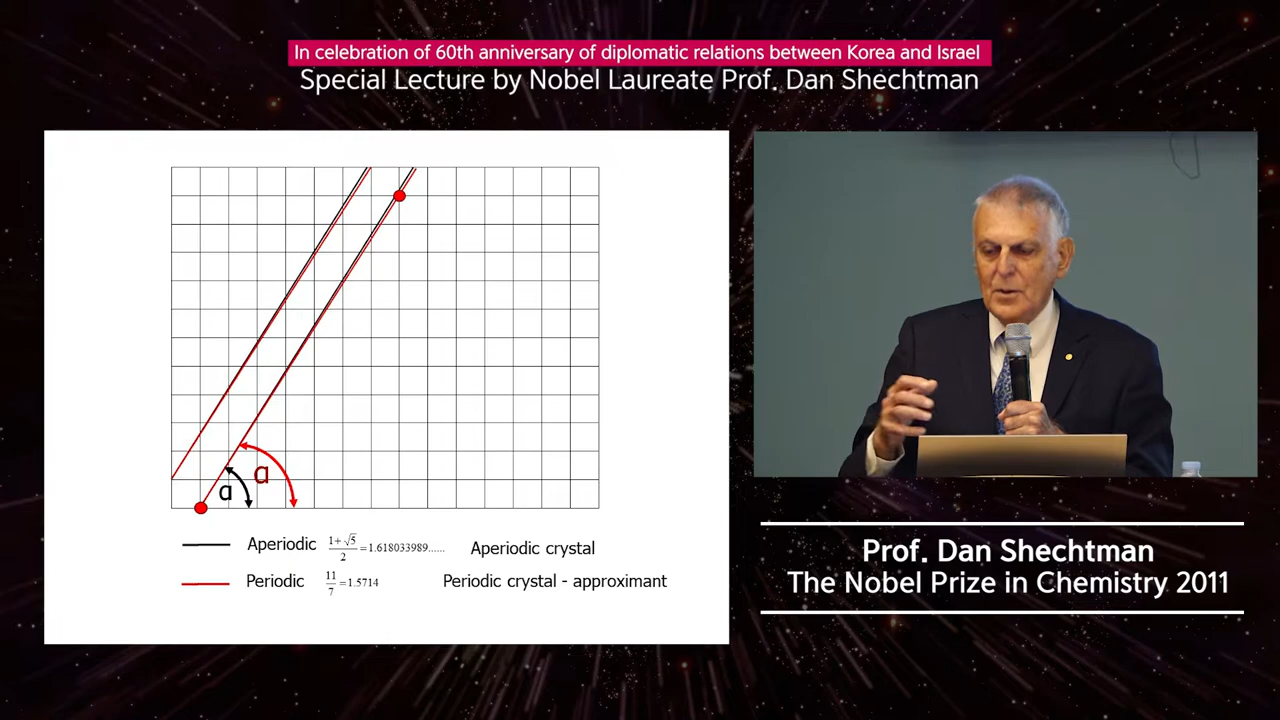 In celebration of 60th anniversary of diplomatic relations between Korea and Israel
Special Lecture by Nobel Laureate Prof. Dan Shechtman
α
α
Aperiodic 1+√5/2=1.618033989...... Aperiodic crystal
Periodic 11/7=1.5714 Periodic crystal - approximant
Prof. Dan Shechtman
The Nobel Prize in Chemistry 2011